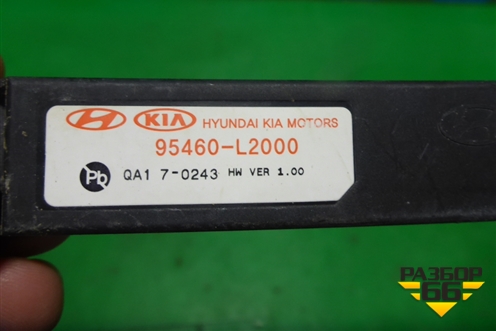 KIA HYUNDAI KIA MOTORS
95460-L2000
Pb QA1 7-0243 HW VER 1.00
РАЗБОР
66